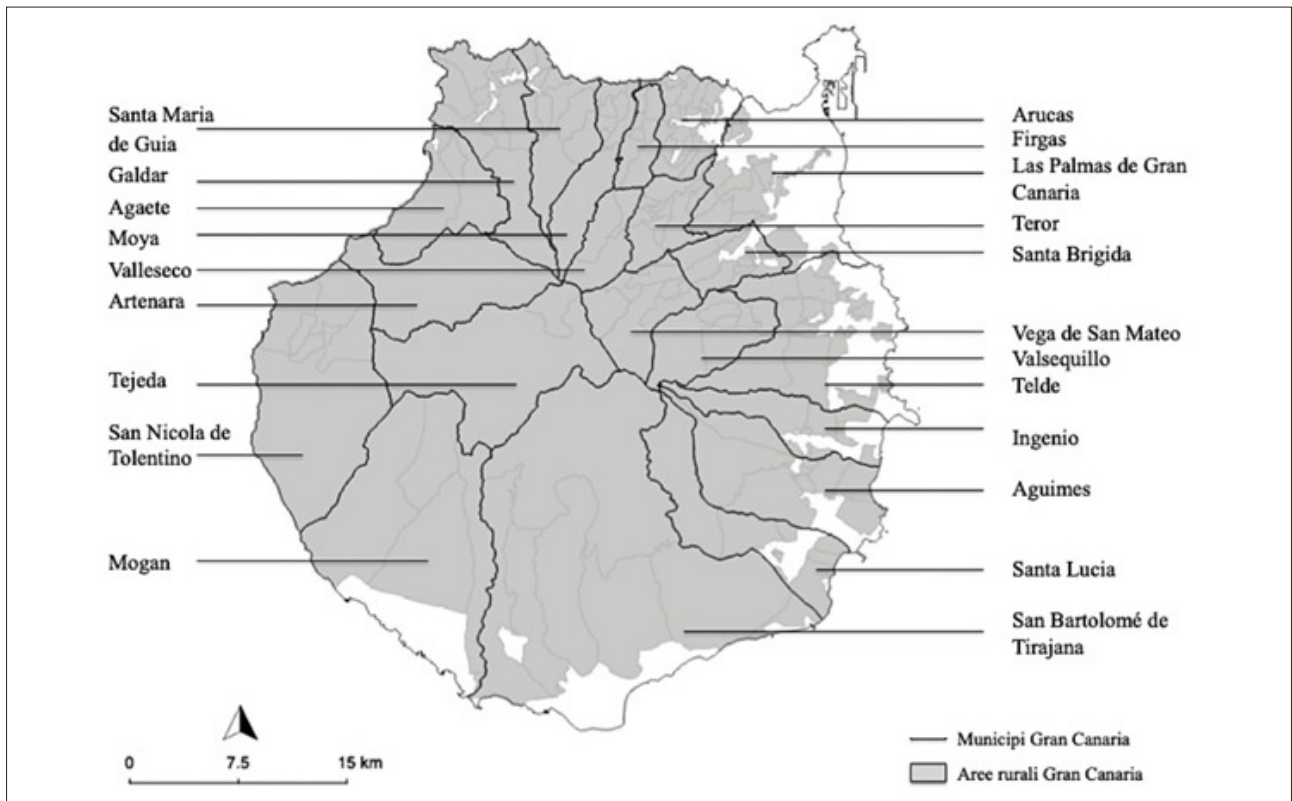 Santa Maria
de Guia
Galdar
Agaete
Moya
Valleseco
Artenara
Tejeda
San Nicola de
Tolentino
Mogan
Arucas
Firgas
Las Palmas de Gran
Canaria
Teror
Santa Brigida
Vega de San Mateo
Valsequillo
Telde
Ingenio
Aguimes
Santa Lucia
San Bartolomé de
Tirajana
0 7.5 15 km
Municipi Gran Canaria
Aree rurali Gran Canaria